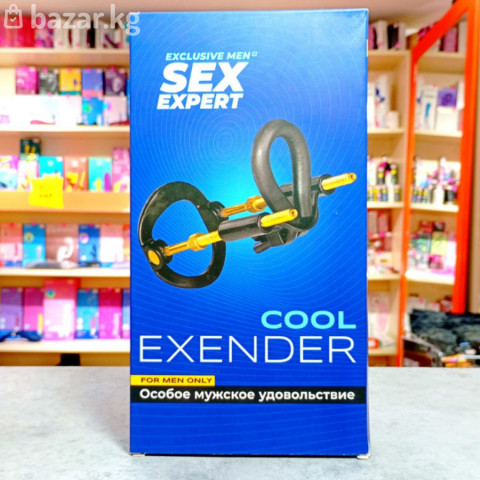 bazar.kg
EXCLUSIVE MEN
SEX
EXPERT
COOL
EXENDER
FOR MEN ONLY
Особое мужское удовольствие